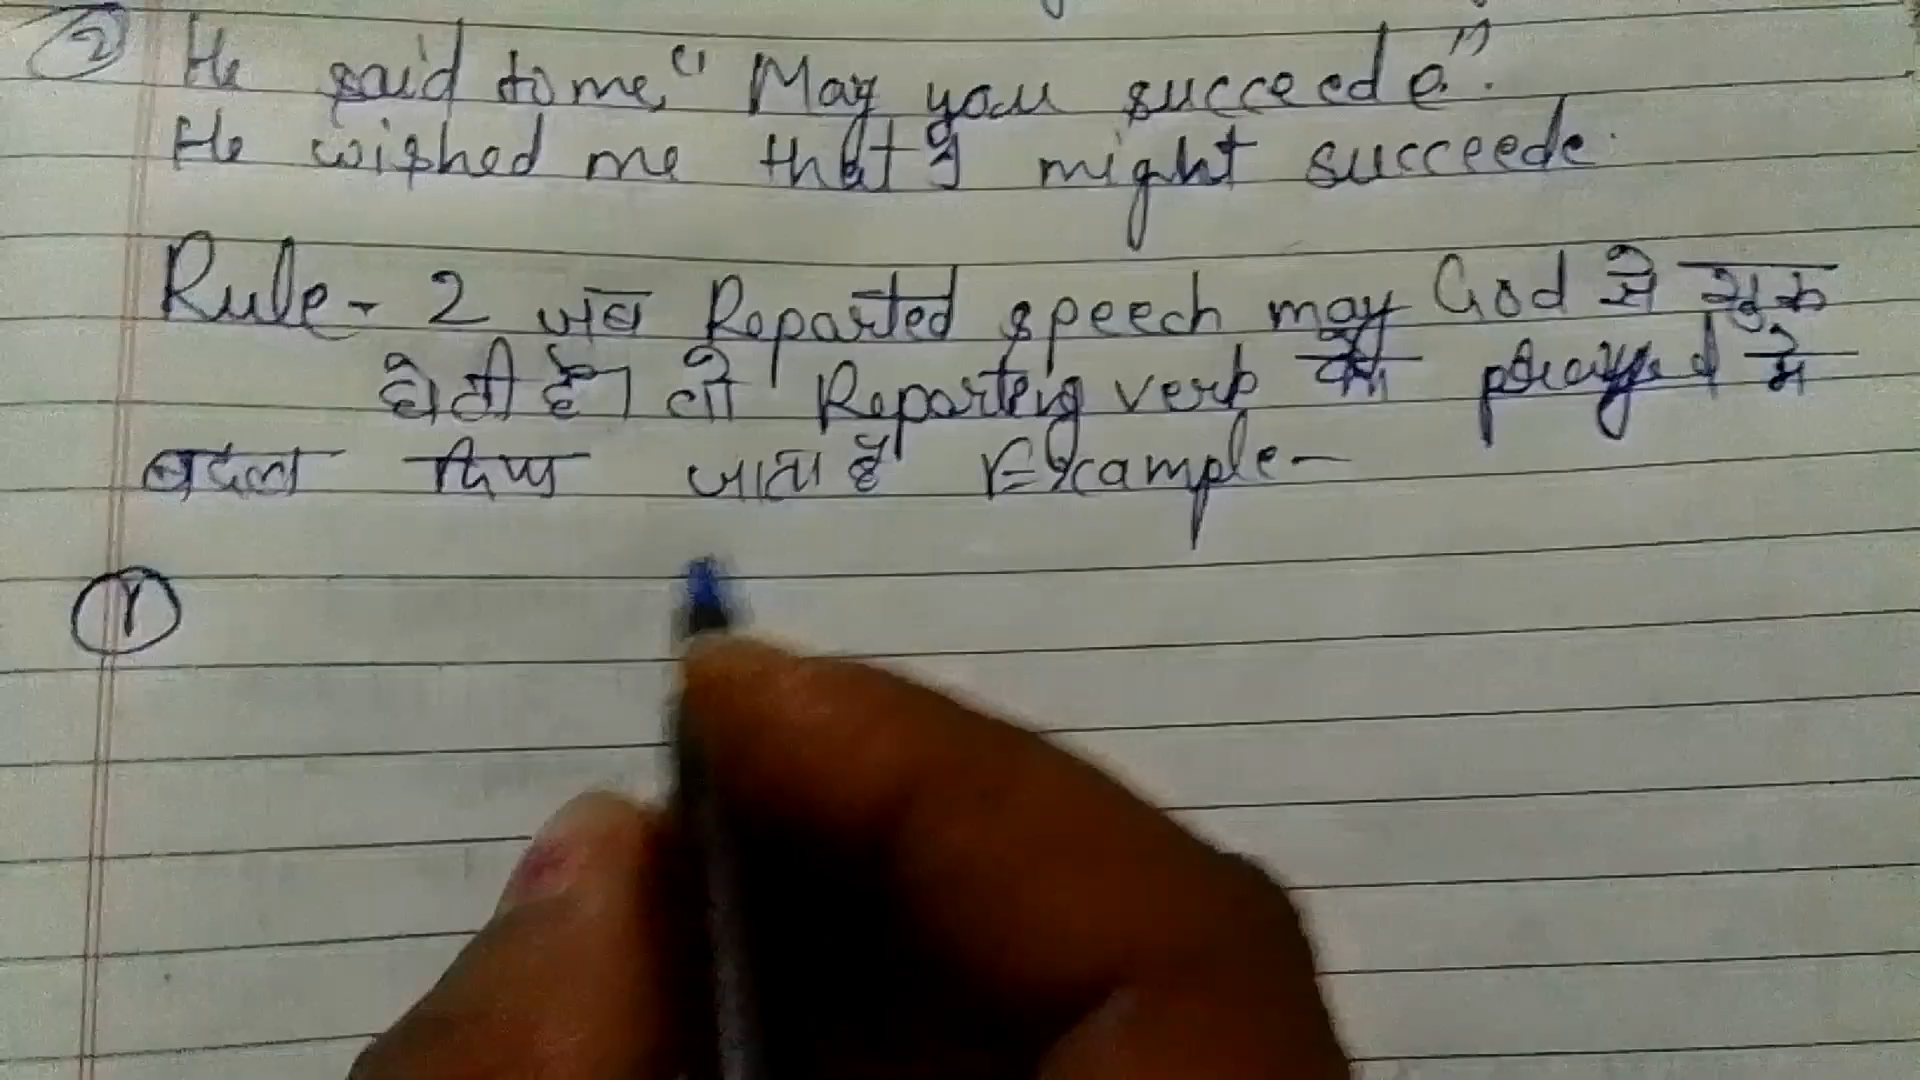 ② He said to me, "May you succeede.".
He wished me that I might succeede.
Rule - 2 जब Reported speech may God से शुरू
होती है। तो Reporteig verb को prayed में
बदल दिया जाता है Example-
①